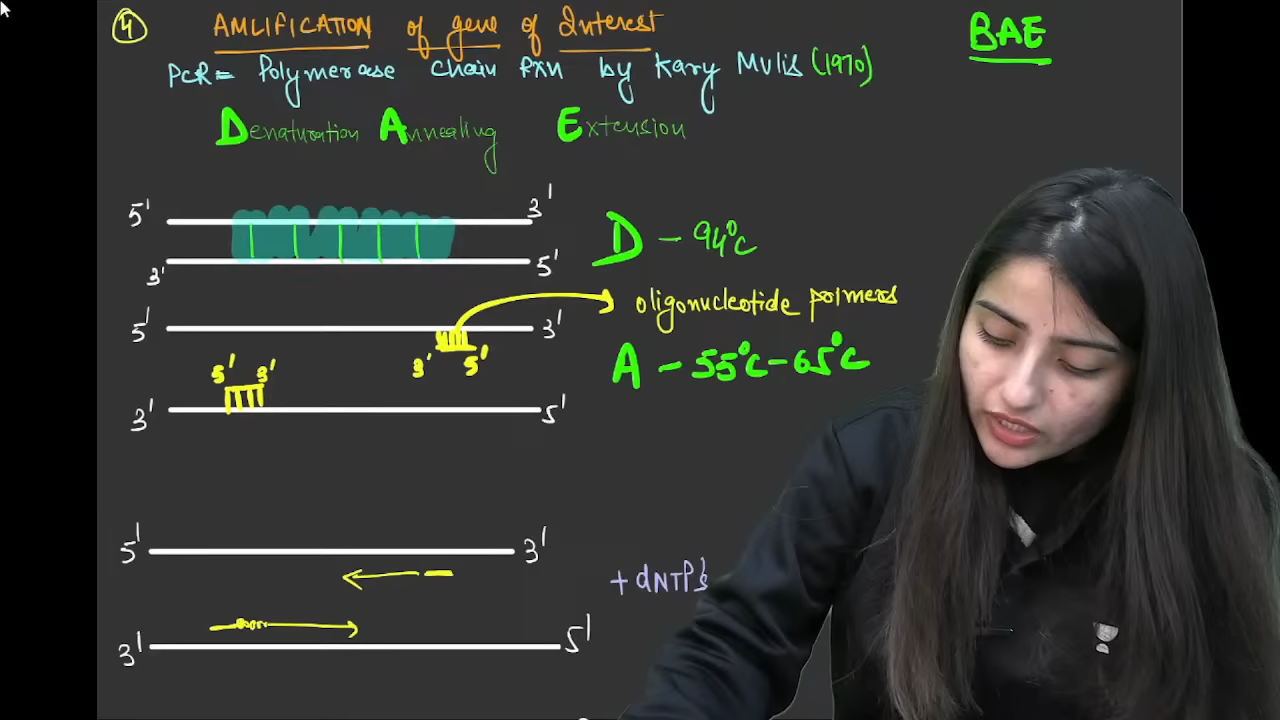 4 AMLIFICATION of gene of Interest
BAE
PCR = Polymerase Chain Rxn by Kary Mulis (1970)
Denaturation Annealing Extension
5' 3'
3' 5'
D - 94°C
oligonucleotide polmers
5' 3'
3' 5'
A - 55°C - 65°C
5' 3'
3' 5'
5' 3'
+ dNTPs
3' 5'